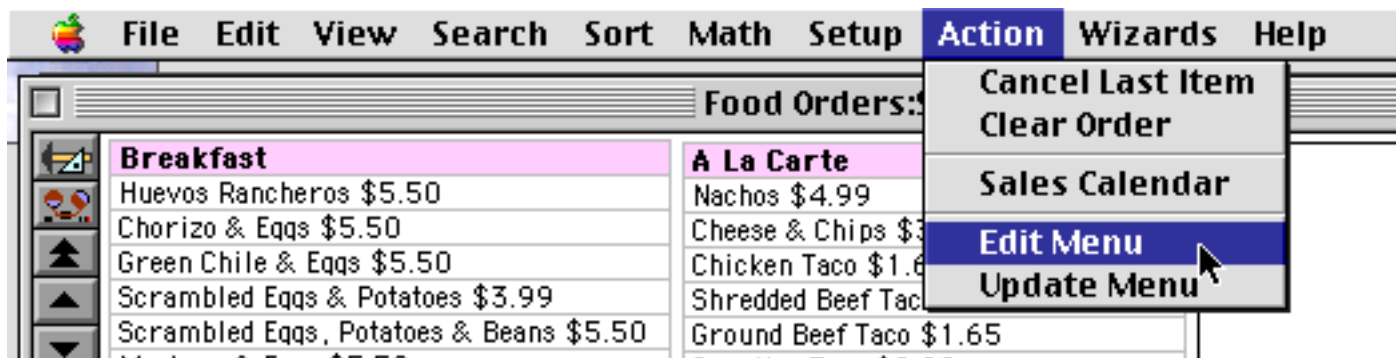 File Edit View Search Sort Math Setup Action Wizards Help
Food Orders:
Cancel Last Item
Clear Order
Sales Calendar
Edit Menu
Update Menu
Breakfast
Huevos Rancheros $5.50
Chorizo & Eggs $5.50
Green Chile & Eggs $5.50
Scrambled Eggs & Potatoes $3.99
Scrambled Eggs, Potatoes & Beans $5.50
A La Carte
Nachos $4.99
Cheese & Chips
Chicken Taco $1.6
Shredded Beef Tac
Ground Beef Taco $1.65